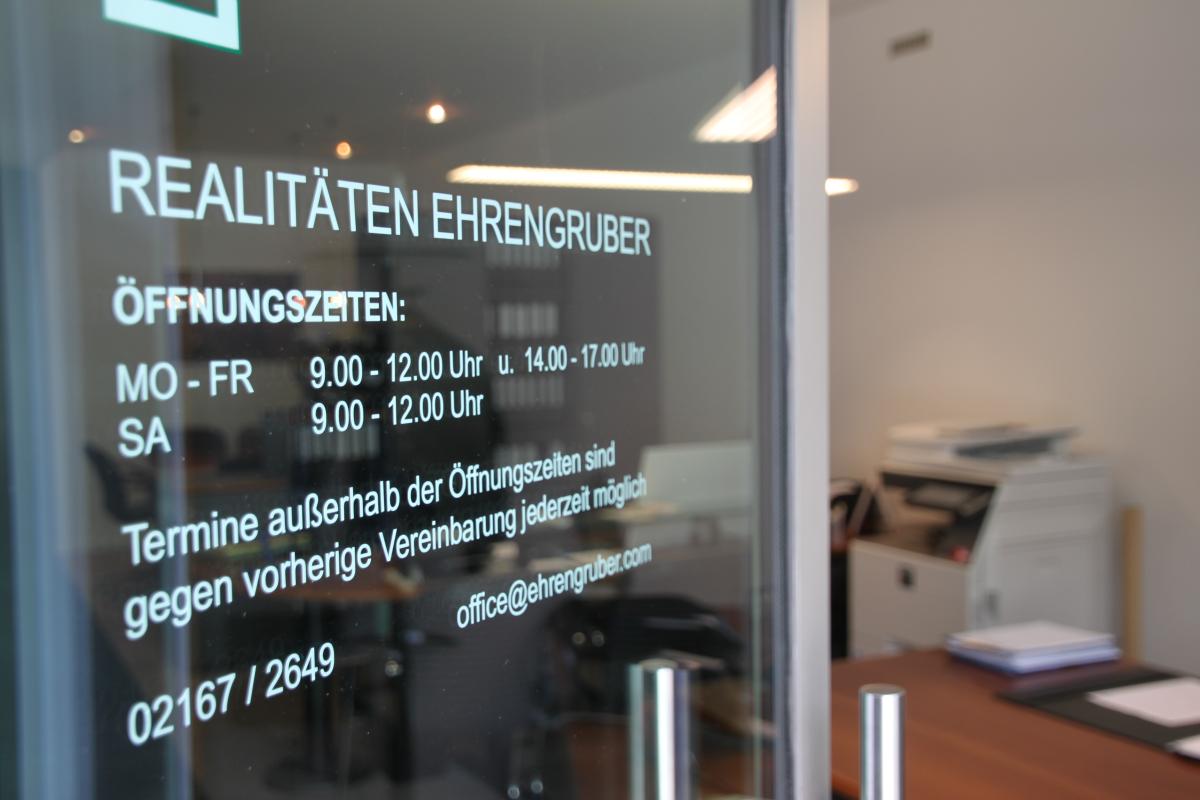 REALITÄTEN EHRENGRUBER
ÖFFNUNGSZEITEN:
MO - FR 9.00 - 12.00 Uhr u. 14.00 - 17.00 Uhr
SA 9.00 - 12.00 Uhr
Termine außerhalb der Öffnungszeiten sind
gegen vorherige Vereinbarung jederzeit möglich
office@ehrengruber.com
02167 / 2649